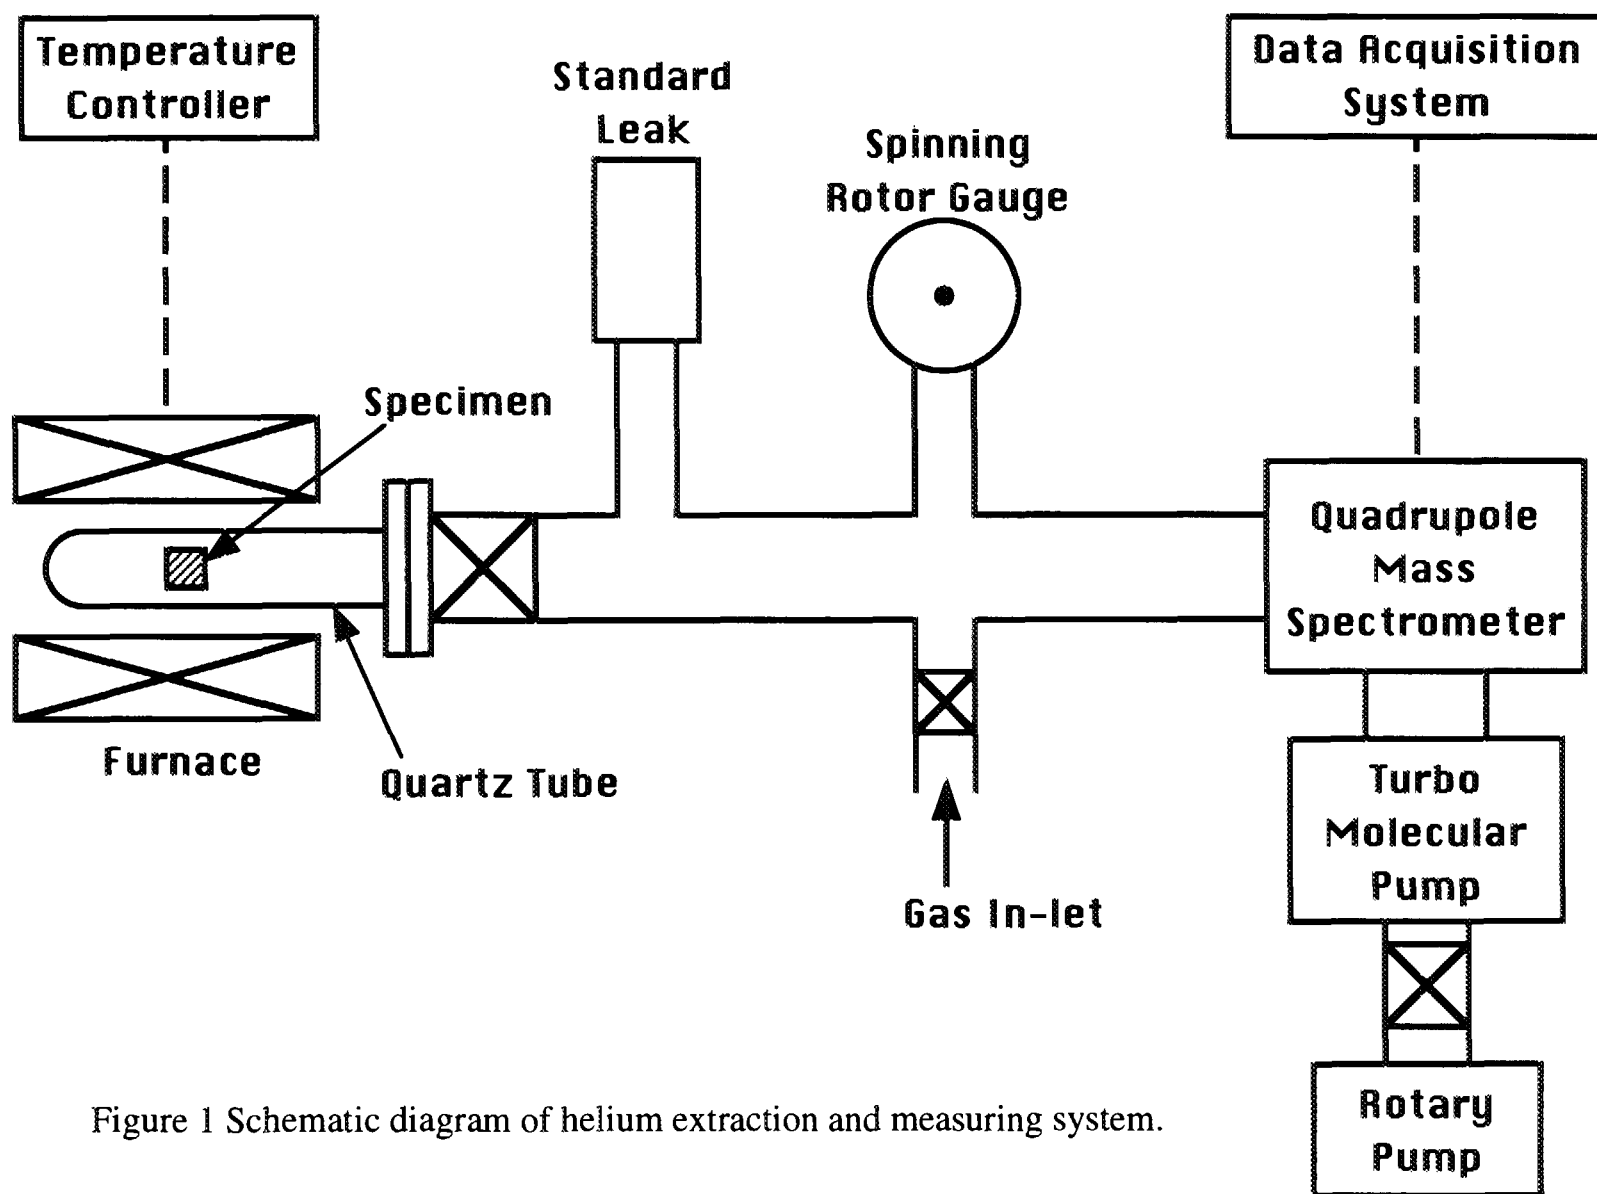 Temperature
Controller
Standard
Leak
Spinning
Rotor Gauge
Data Acquisition
System
Specimen
Quadrupole
Mass
Spectrometer
Furnace
Quartz Tube
Turbo
Molecular
Pump
Gas In-let
Rotary
Pump
Figure 1 Schematic diagram of helium extraction and measuring system.